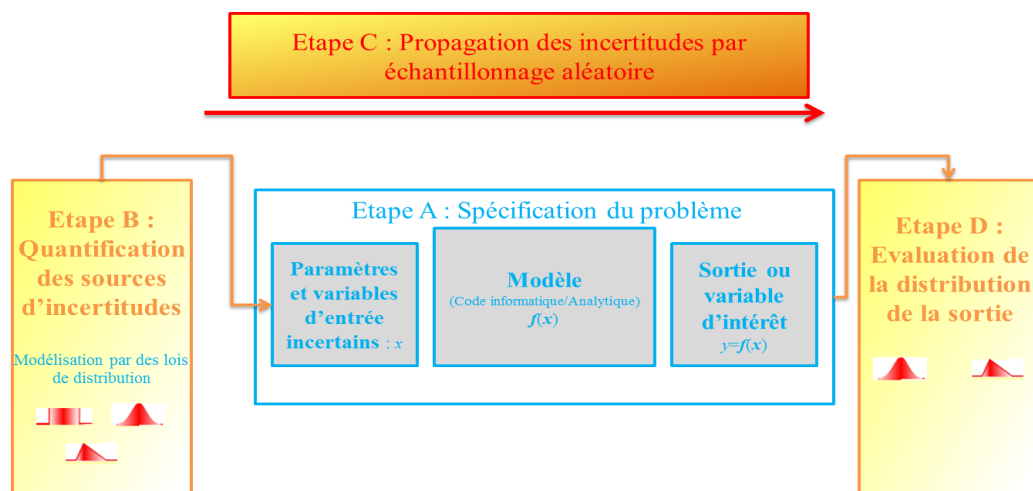 Etape C : Propagation des incertitudes par
échantillonnage aléatoire
Etape B :
Quantification
des sources
d’incertitudes
Modélisation par des lois
de distribution
Etape A : Spécification du problème
Paramètres
et variables
d’entrée
incertains : x
Modèle
(Code informatique/Analytique)
f(x)
Sortie ou
variable
d’intérêt
y=f(x)
Etape D :
Evaluation de
la distribution
de la sortie